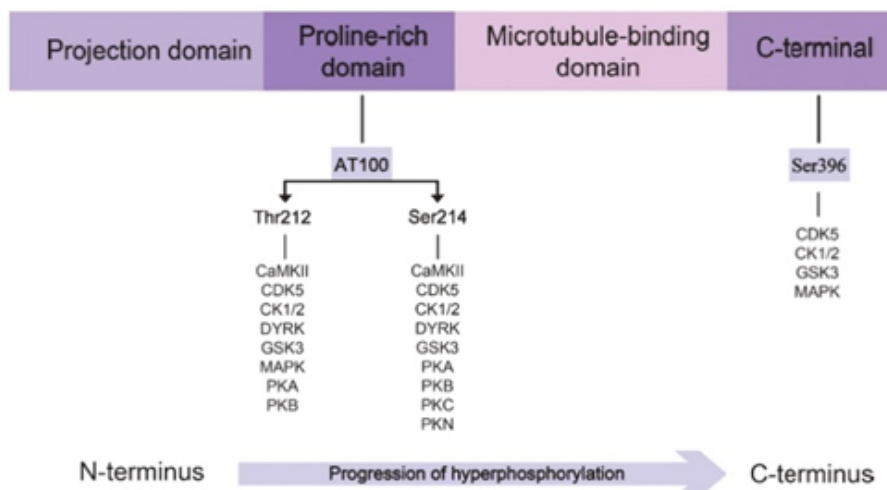 Projection domain
Proline-rich
domain
Microtubule-binding
domain
C-terminal
AT100
Ser396
Thr212
Ser214
CaMKII
CDK5
CK1/2
DYRK
GSK3
MAPK
PKA
PKB
CaMKII
CDK5
CK1/2
DYRK
GSK3
PKA
PKB
PKC
PKN
CDK5
CK1/2
GSK3
MAPK
N-terminus
Progression of hyperphosphorylation
C-terminus